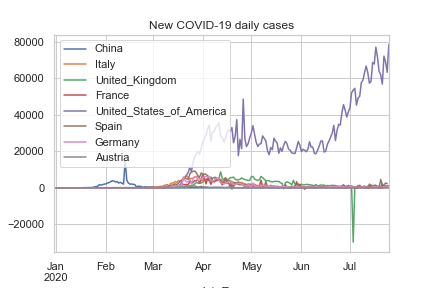 New COVID-19 daily cases
80000
60000
40000
20000
0
−20000
China
Italy
United_Kingdom
France
United_States_of_America
Spain
Germany
Austria
Jan
2020
Feb
Mar
Apr
May
Jun
Jul